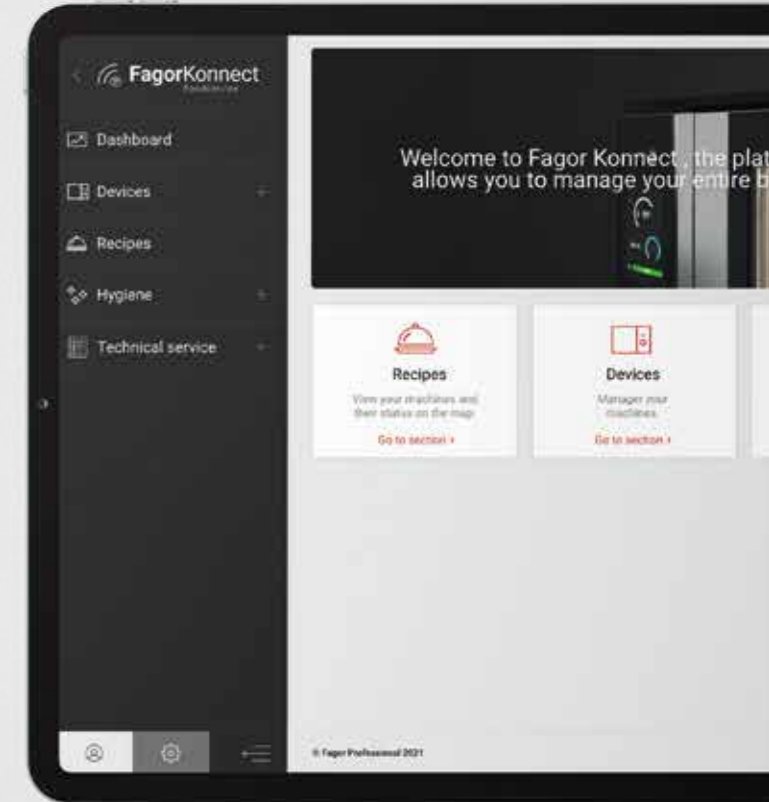 FagorKonnect
Dashboard
Devices
Recipes
Hygiene
Technical service
Welcome to Fagor Konnect , the plat
allows you to manage your entire b
Recipes
View your machines and
their status on the map
Go to section >
Devices
Manager your
machines.
Go to section >
© Fagor Professional 2021